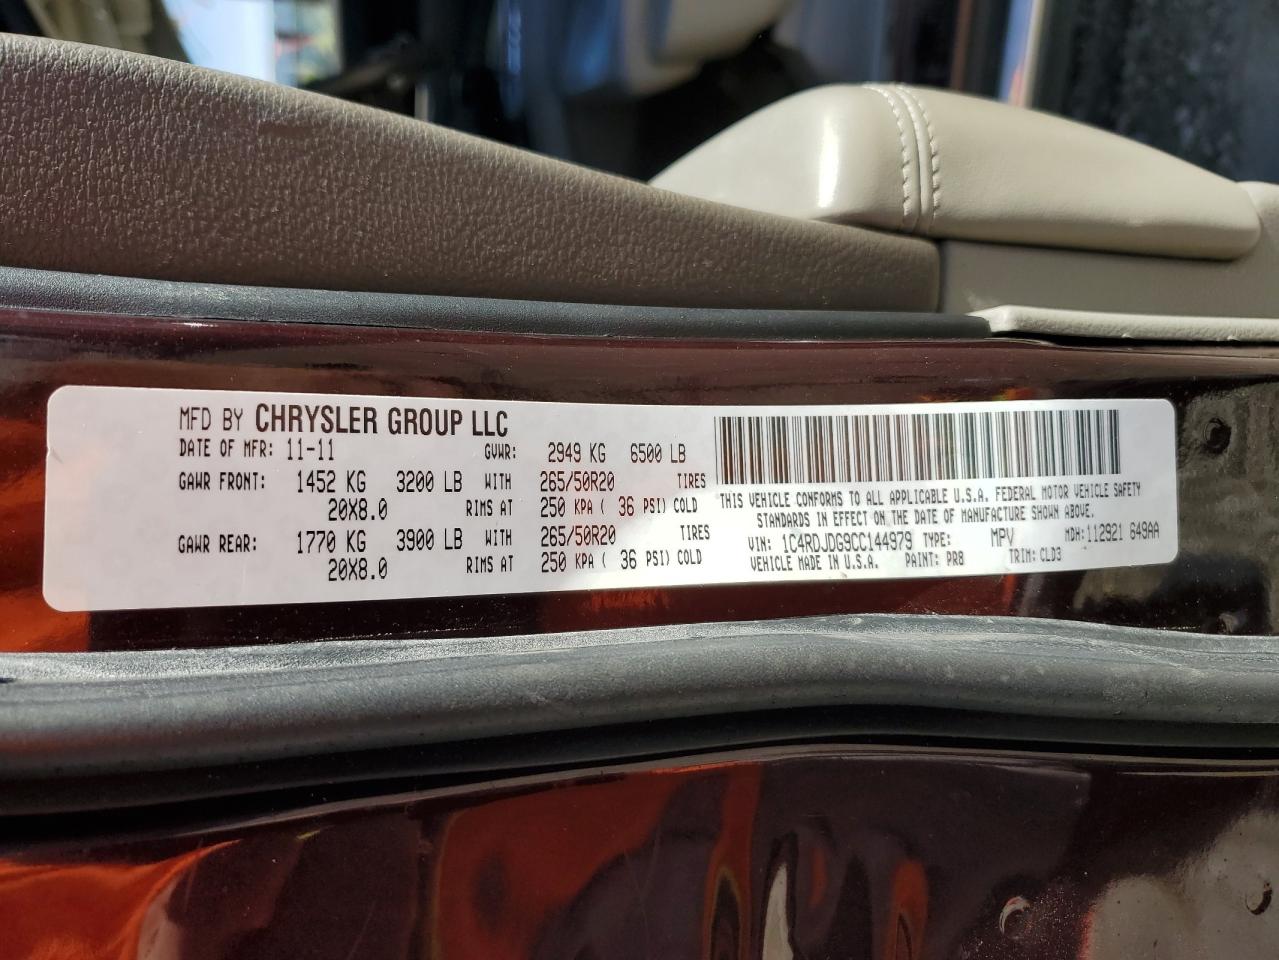 MFD BY CHRYSLER GROUP LLC
DATE OF MFR: 11-11 GVWR: 2949 KG 6500 LB
GAWR FRONT: 1452 KG 3200 LB WITH 265/50R20 TIRES
20X8.0 RIMS AT 250 KPA ( 36 PSI) COLD
GAWR REAR: 1770 KG 3900 LB WITH 265/50R20 TIRES
20X8.0 RIMS AT 250 KPA ( 36 PSI) COLD
THIS VEHICLE CONFORMS TO ALL APPLICABLE U.S.A. FEDERAL MOTOR VEHICLE SAFETY
STANDARDS IN EFFECT ON THE DATE OF MANUFACTURE SHOWN ABOVE.
VIN: 1C4RDJDG9CC144979 TYPE: MPV MDH: 112921 649AA
VEHICLE MADE IN U.S.A. PAINT: PR8 TRIM: CLD3